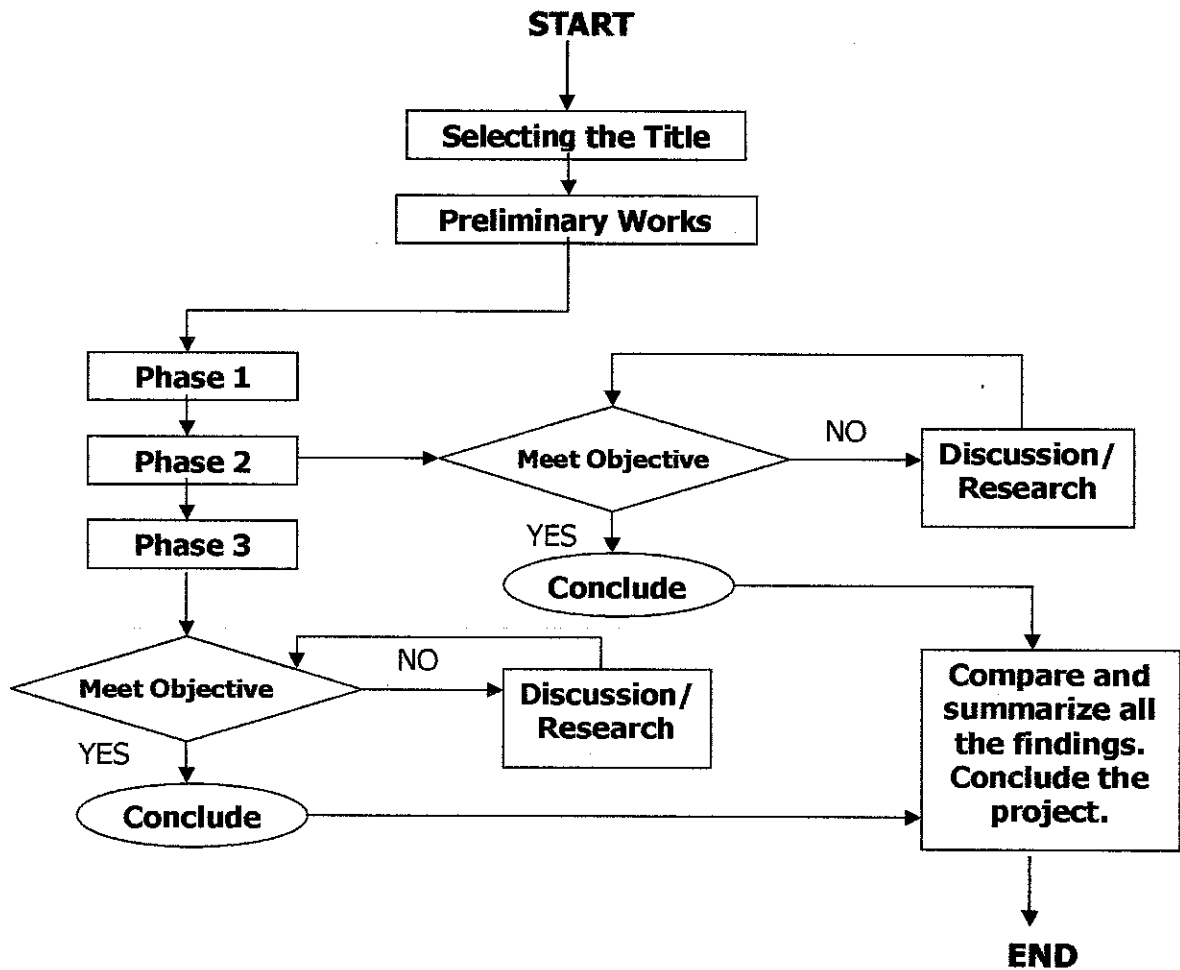 START
Selecting the Title
Preliminary Works
Phase 1
Phase 2
Meet Objective
NO
Discussion/
Research
Phase 3
YES
Conclude
Meet Objective
NO
Discussion/
Research
YES
Conclude
Compare and
summarize all
the findings.
Conclude the
project.
END